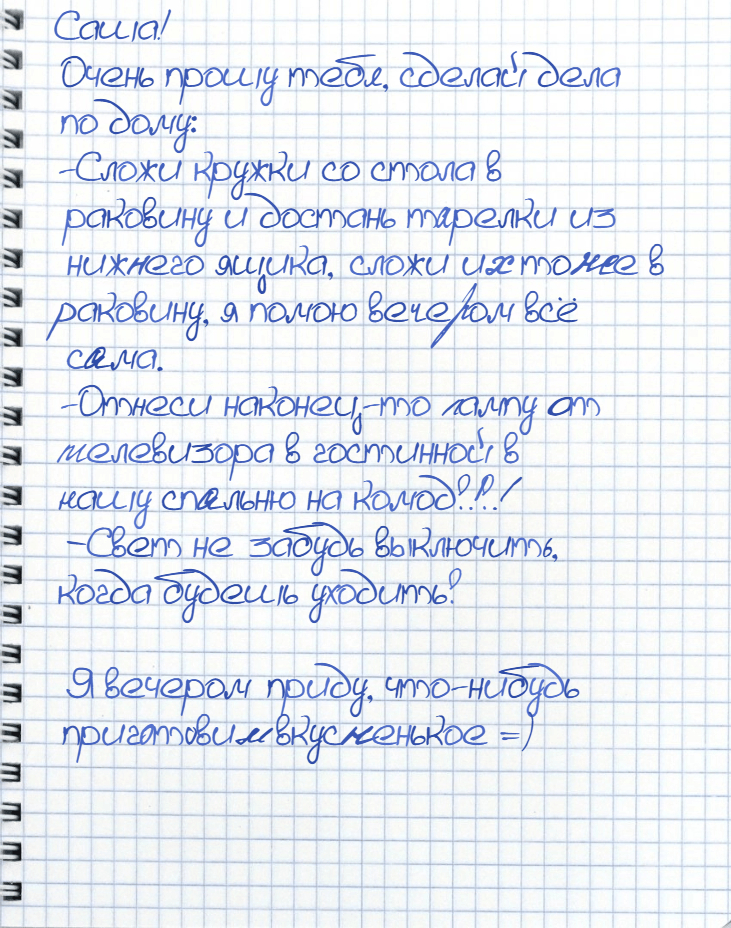 Саша!
Очень прошу тебя, сделай дела
по дому:
-Сложи кружки со стола в
раковину и достань тарелки из
нижнего ящика, сложи их тоже в
раковину, я помою вечером всё
сама.
-Отнеси наконец-то лампу от
телевизора в гостинной в
нашу спальню на комод?!?!
-Свет не забудь выключить,
когда будешь уходить?
Я вечером приду, что-нибудь
приготовим вкусненькое =)